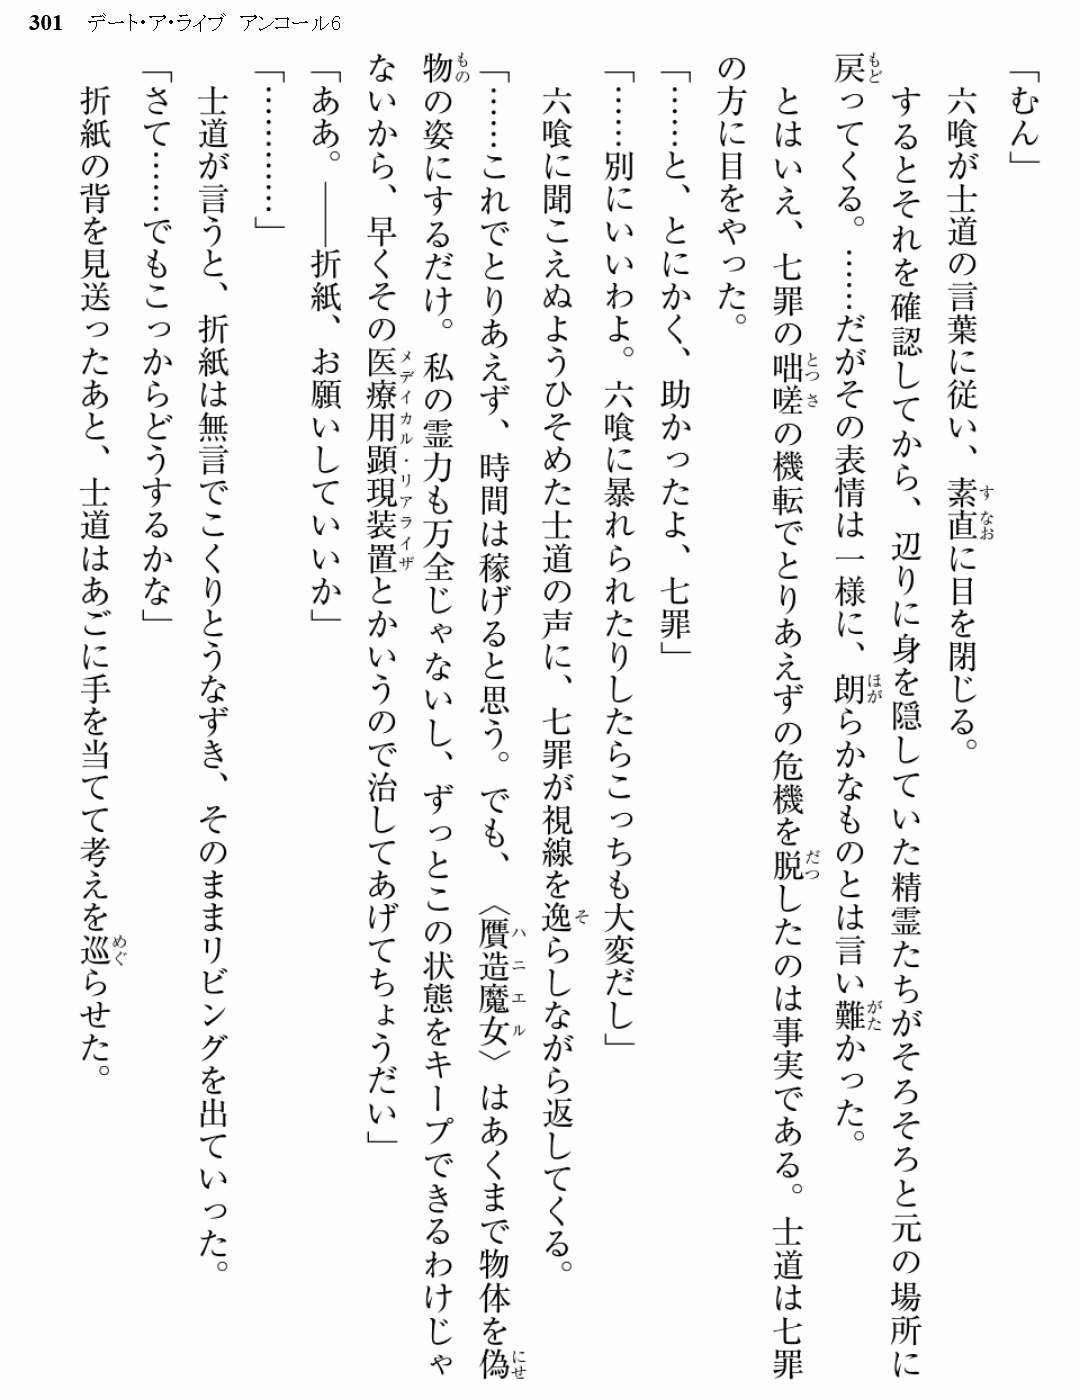 301 デート・ア・ライブ アンコール6
「むん」
六喰が士道の言葉に従い、素直に目を閉じる。
するとそれを確認してから、辺りに身を隠していた精霊たちがそろそろと元の場所に
戻ってくる。……だがその表情は一様に、朗らかなものとは言い難かった。
とはいえ、七罪の咄嗟の機転でとりあえずの危機を脱したのは事実である。士道は七罪
の方に目をやった。
「……と、とにかく、助かったよ、七罪」
「……別にいいわよ。六喰に暴れられたりしたらこっちも大変だし」
六喰に聞こえぬようひそめた士道の声に、七罪が視線を逸らしながら返してくる。
「……これでとりあえず、時間は稼げると思う。でも、〈贋造魔女〉はあくまで物体を偽
物の姿にするだけ。私の霊力も万全じゃないし、ずっとこの状態をキープできるわけじゃ
ないから、早くその医療用顕現装置とかいうので治してあげてちょうだい」
「ああ。――折紙、お願いしていいか」
「…………」
士道が言うと、折紙は無言でこくりとうなずき、そのままリビングを出ていった。
「さて……でもこっからどうするかな」
折紙の背を見送ったあと、士道はあごに手を当てて考えを巡らせた。